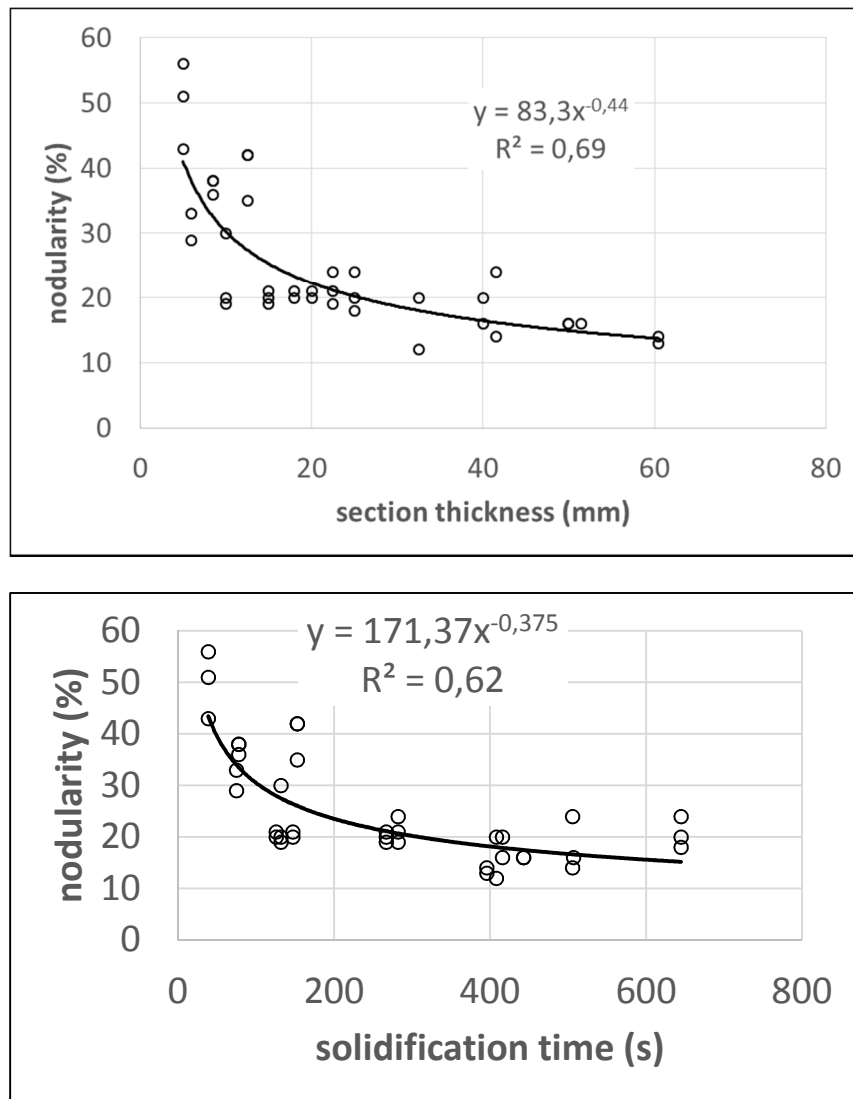 60
50
40
30
20
10
0
nodularity (%)
y = 83,3x^-0,44
R² = 0,69
0 20 40 60 80
section thickness (mm)
60
50
40
30
20
10
0
nodularity (%)
y = 171,37x^-0,375
R² = 0,62
0 200 400 600 800
solidification time (s)